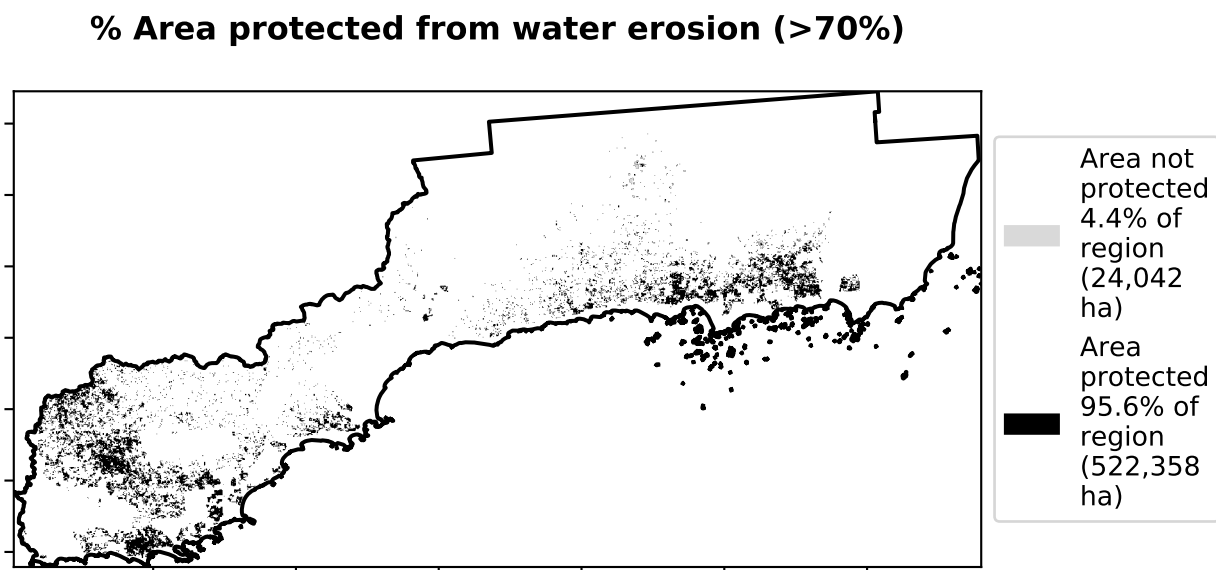 % Area protected from water erosion (>70%)
Area not
protected
4.4% of
region
(24,042
ha)
Area
protected
95.6% of
region
(522,358
ha)